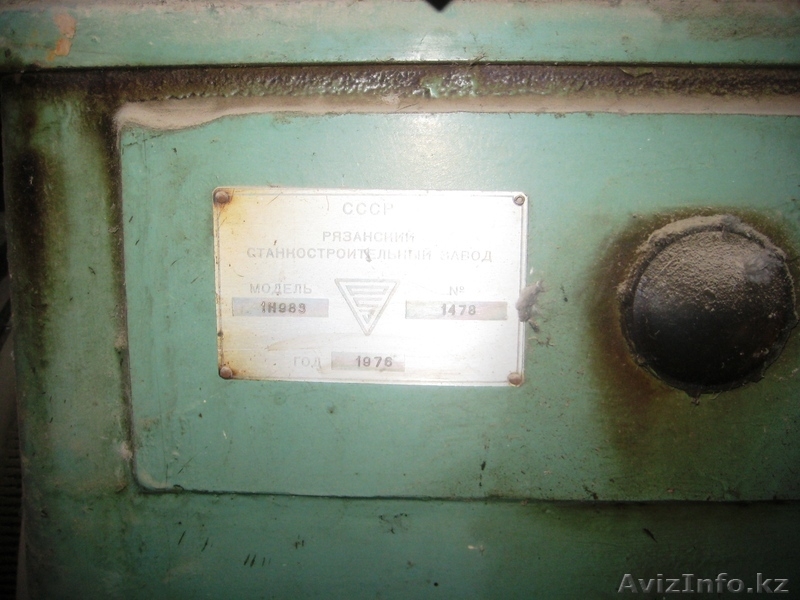 СССР
РЯЗАНСКИЙ
СТАНКОСТРОИТЕЛЬНЫЙ ЗАВОД
МОДЕЛЬ №
1Н983 1478
ГОД 1976
AvizInfo.kz